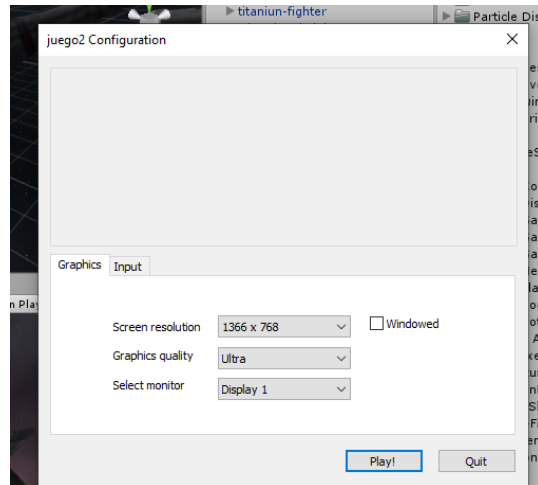 titaniun-fighter
Particle Dis
juego2 Configuration
Graphics
Input
n Play
Screen resolution
1366 x 768
Windowed
Graphics quality
Ultra
Select monitor
Display 1
Play!
Quit